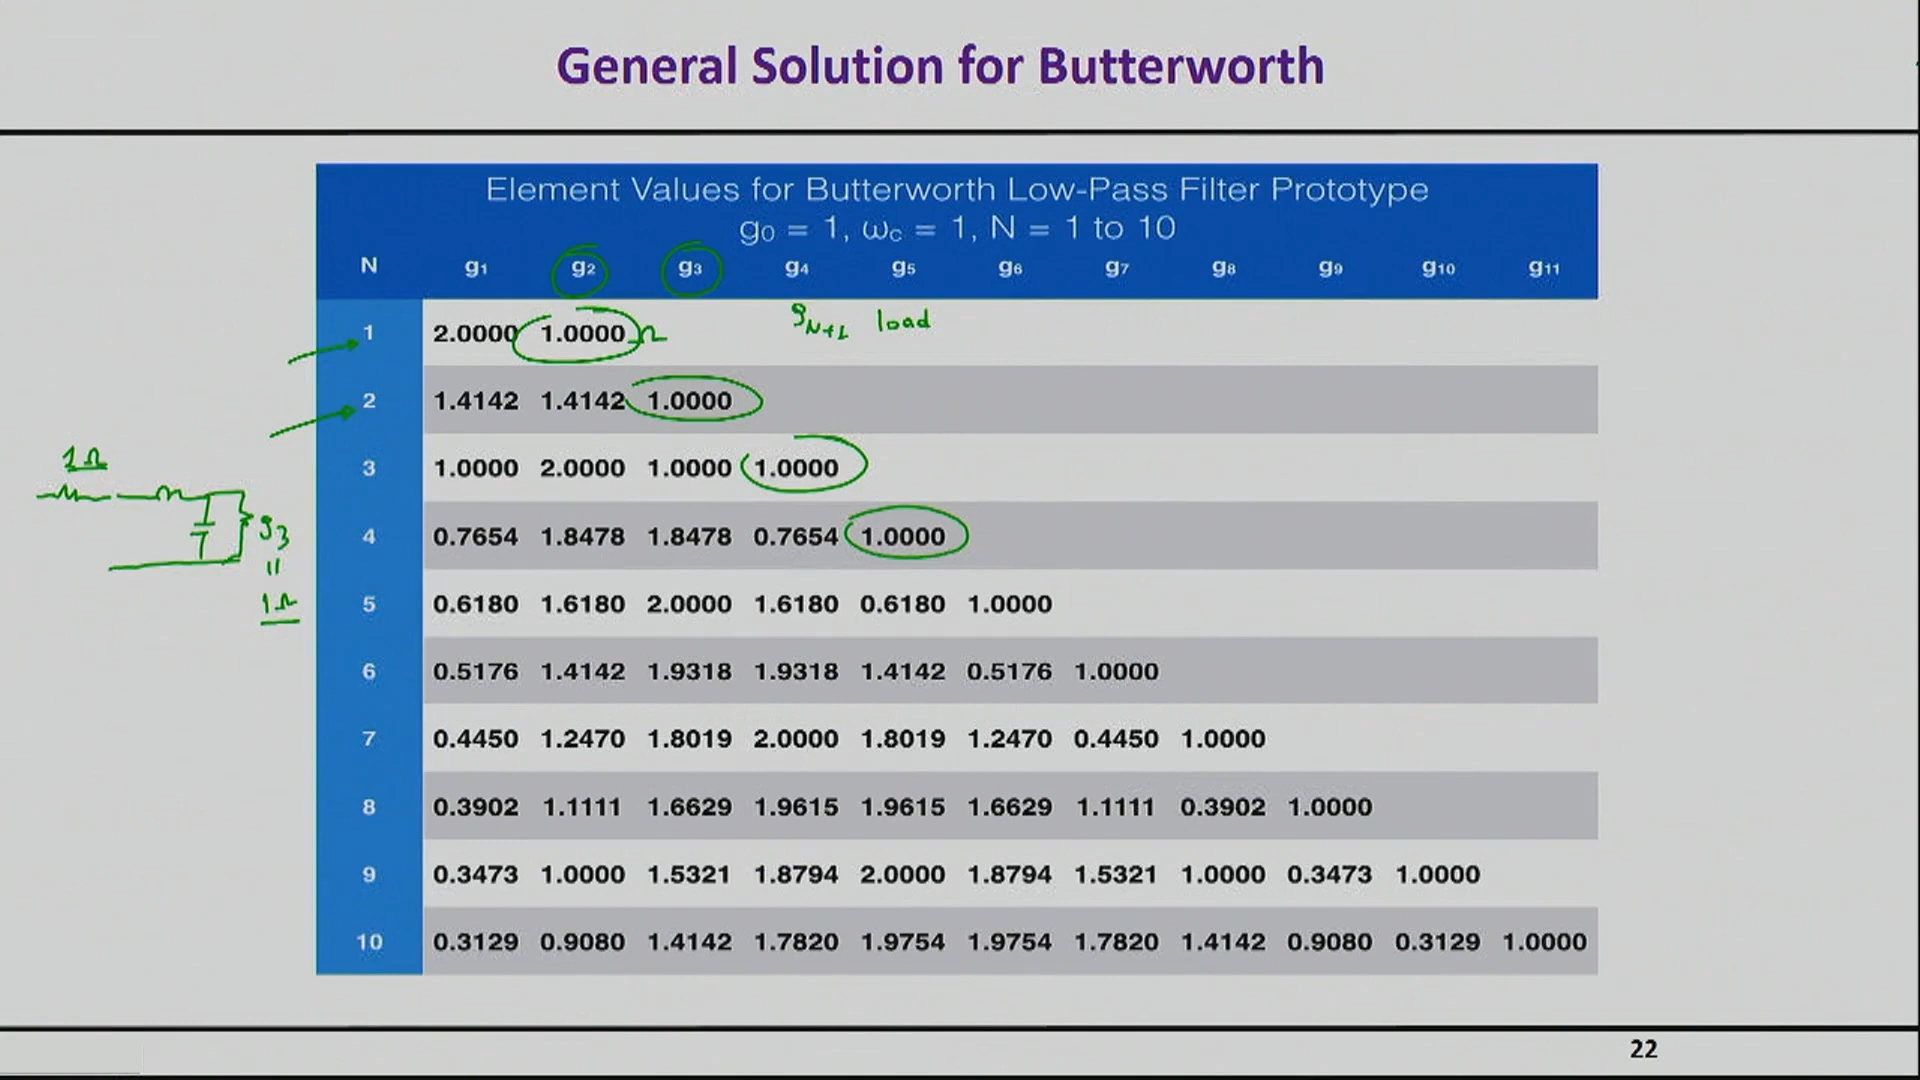 General Solution for Butterworth
Element Values for Butterworth Low-Pass Filter Prototype
g0 = 1, ωc = 1, N = 1 to 10
N g1 g2 g3 g4 g5 g6 g7 g8 g9 g10 g11
gN+1 load
1 2.0000 1.0000 Ω
2 1.4142 1.4142 1.0000
3 1.0000 2.0000 1.0000 1.0000
4 0.7654 1.8478 1.8478 0.7654 1.0000
5 0.6180 1.6180 2.0000 1.6180 0.6180 1.0000
6 0.5176 1.4142 1.9318 1.9318 1.4142 0.5176 1.0000
7 0.4450 1.2470 1.8019 2.0000 1.8019 1.2470 0.4450 1.0000
8 0.3902 1.1111 1.6629 1.9615 1.9615 1.6629 1.1111 0.3902 1.0000
9 0.3473 1.0000 1.5321 1.8794 2.0000 1.8794 1.5321 1.0000 0.3473 1.0000
10 0.3129 0.9080 1.4142 1.7820 1.9754 1.9754 1.7820 1.4142 0.9080 0.3129 1.0000
1Ω
g3
=
1Ω
22